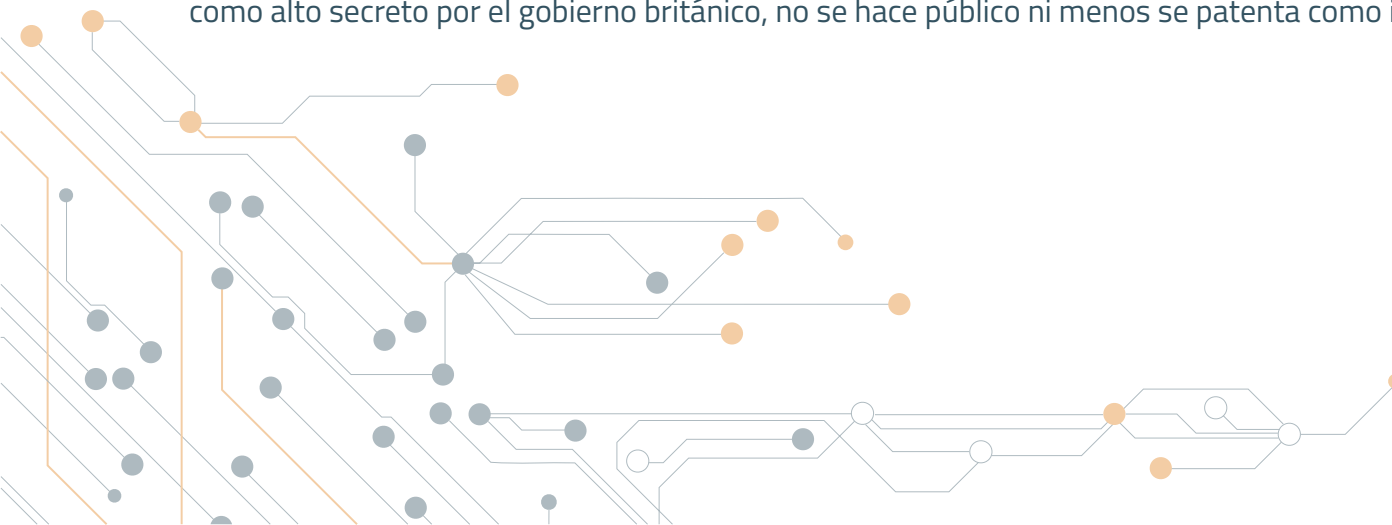 como alto secreto por el gobierno británico, no se hace público ni menos se patenta como